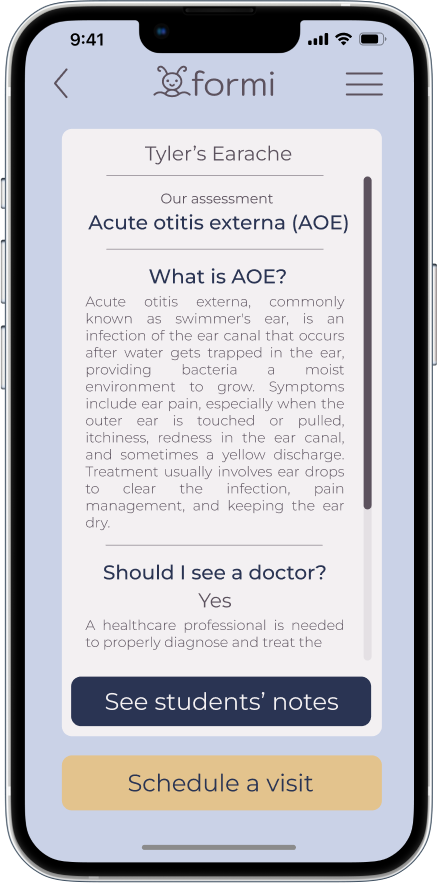 9:41
formi
Tyler's Earache
Our assessment
Acute otitis externa (AOE)
What is AOE?
Acute otitis externa, commonly
known as swimmer's ear, is an
infection of the ear canal that occurs
after water gets trapped in the ear,
providing bacteria a moist
environment to grow. Symptoms
include ear pain, especially when the
outer ear is touched or pulled,
itchiness, redness in the ear canal,
and sometimes a yellow discharge.
Treatment usually involves ear drops
to clear the infection, pain
management, and keeping the ear
dry.
Should I see a doctor?
Yes
A healthcare professional is needed
to properly diagnose and treat the
See students' notes
Schedule a visit